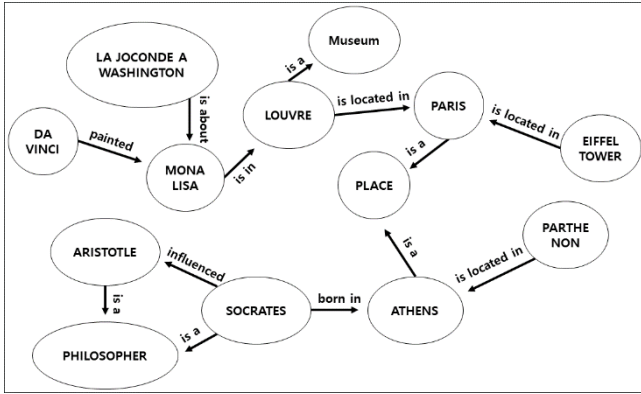 Museum
LA JOCONDE A
WASHINGTON
is a
LOUVRE
is located in
PARIS
is about
DA
VINCI
painted
MONA
LISA
is in
is located in
EIFFEL
TOWER
is a
PLACE
ARISTOTLE
influenced
is a
PARTHE
NON
is located in
is a
SOCRATES
born in
ATHENS
is a
PHILOSOPHER